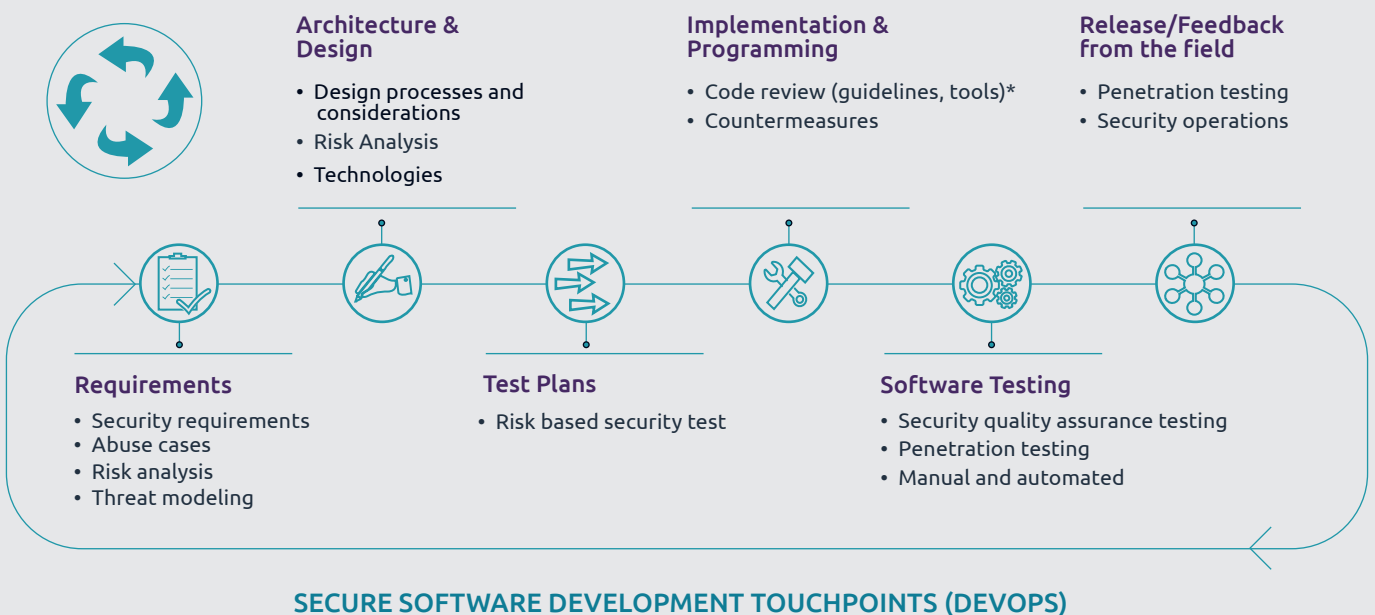 Architecture &
Design
• Design processes and
considerations
• Risk Analysis
• Technologies
Implementation &
Programming
• Code review (guidelines, tools)*
• Countermeasures
Release/Feedback
from the field
• Penetration testing
• Security operations
Requirements
• Security requirements
• Abuse cases
• Risk analysis
• Threat modeling
Test Plans
• Risk based security test
Software Testing
• Security quality assurance testing
• Penetration testing
• Manual and automated
SECURE SOFTWARE DEVELOPMENT TOUCHPOINTS (DEVOPS)